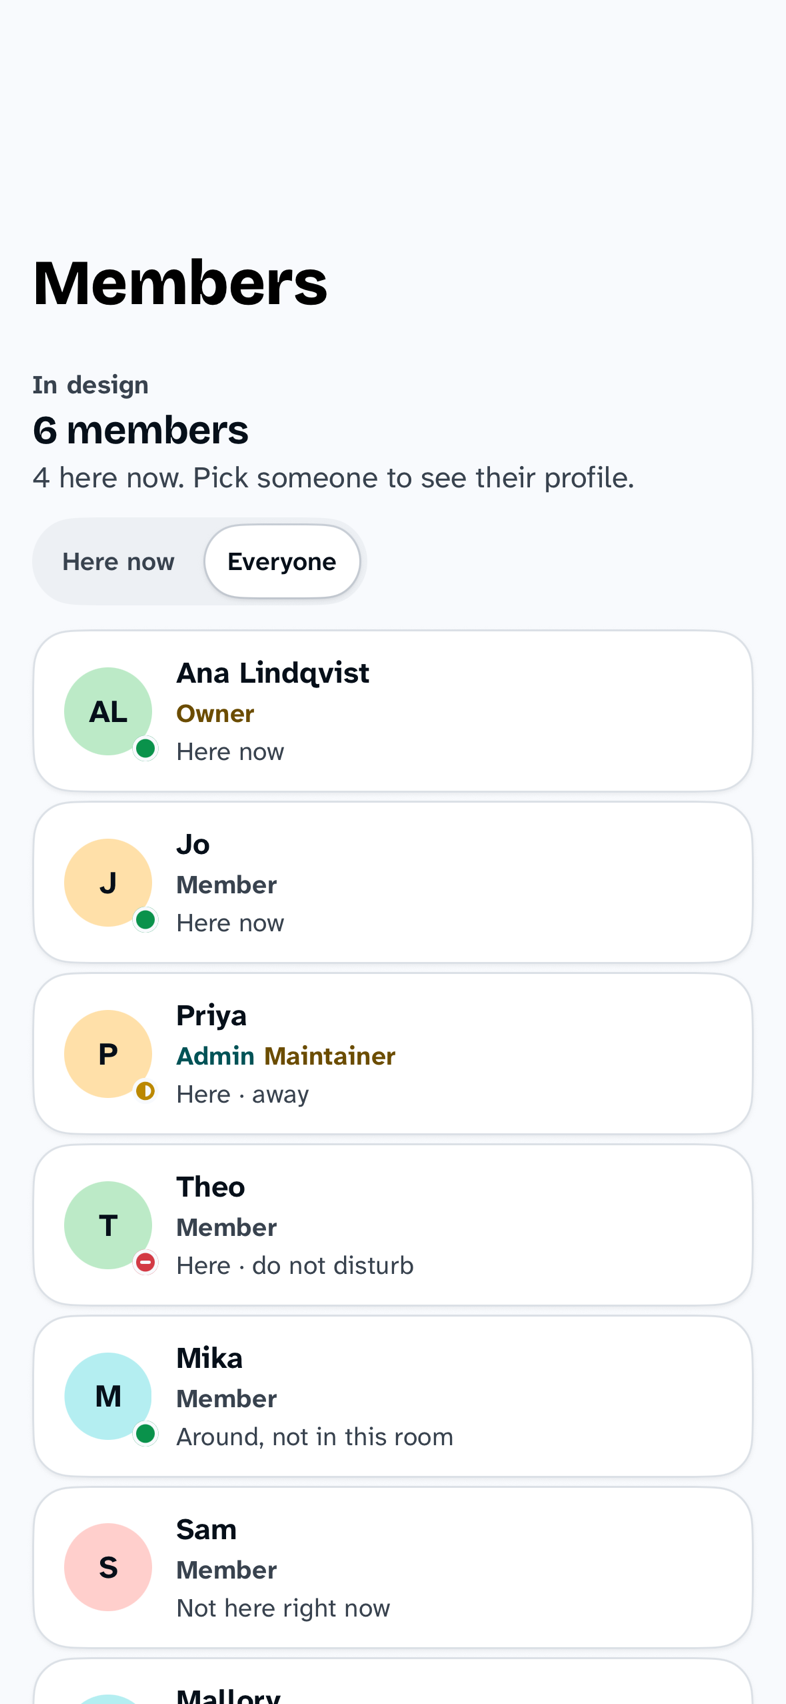 Members
In design
6 members
4 here now. Pick someone to see their profile.
Here now
Everyone
AL
Ana Lindqvist
Owner
Here now
J
Jo
Member
Here now
P
Priya
Admin Maintainer
Here · away
T
Theo
Member
Here · do not disturb
M
Mika
Member
Around, not in this room
S
Sam
Member
Not here right now
Mallory